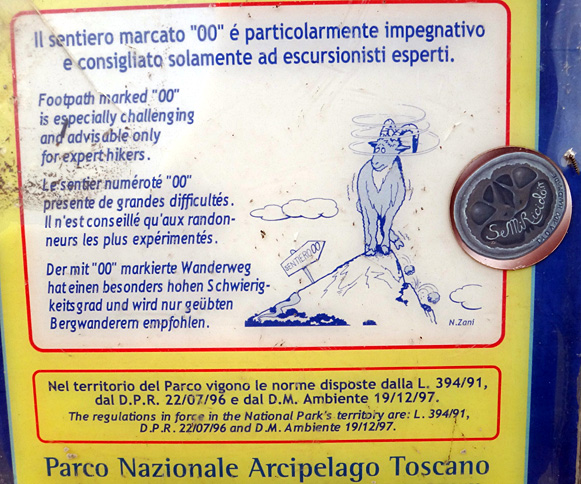 Il sentiero marcato "00" é particolarmente impegnativo
e consigliato solamente ad escursionisti esperti.
Footpath marked "00"
is especially challenging
and advisable only
for expert hikers.
Le sentier numéroté "00"
présente de grandes difficultés.
Il n'est conseillé qu'aux randon-
neurs les plus expérimentés.
Der mit "00" markierte Wanderweg
hat einen besonders hohen Schwierig-
keitsgrad und wird nur geübten
Bergwanderern empfohlen.
SENTIERO 00
N.Zani
SeMiRicordon
Nel territorio del Parco vigono le norme disposte dalla L. 394/91,
dal D.P.R. 22/07/96 e dal D.M. Ambiente 19/12/97.
The regulations in force in the National Park's territory are: L. 394/91,
D.P.R. 22/07/96 and D.M. Ambiente 19/12/97.
Parco Nazionale Arcipelago Toscano